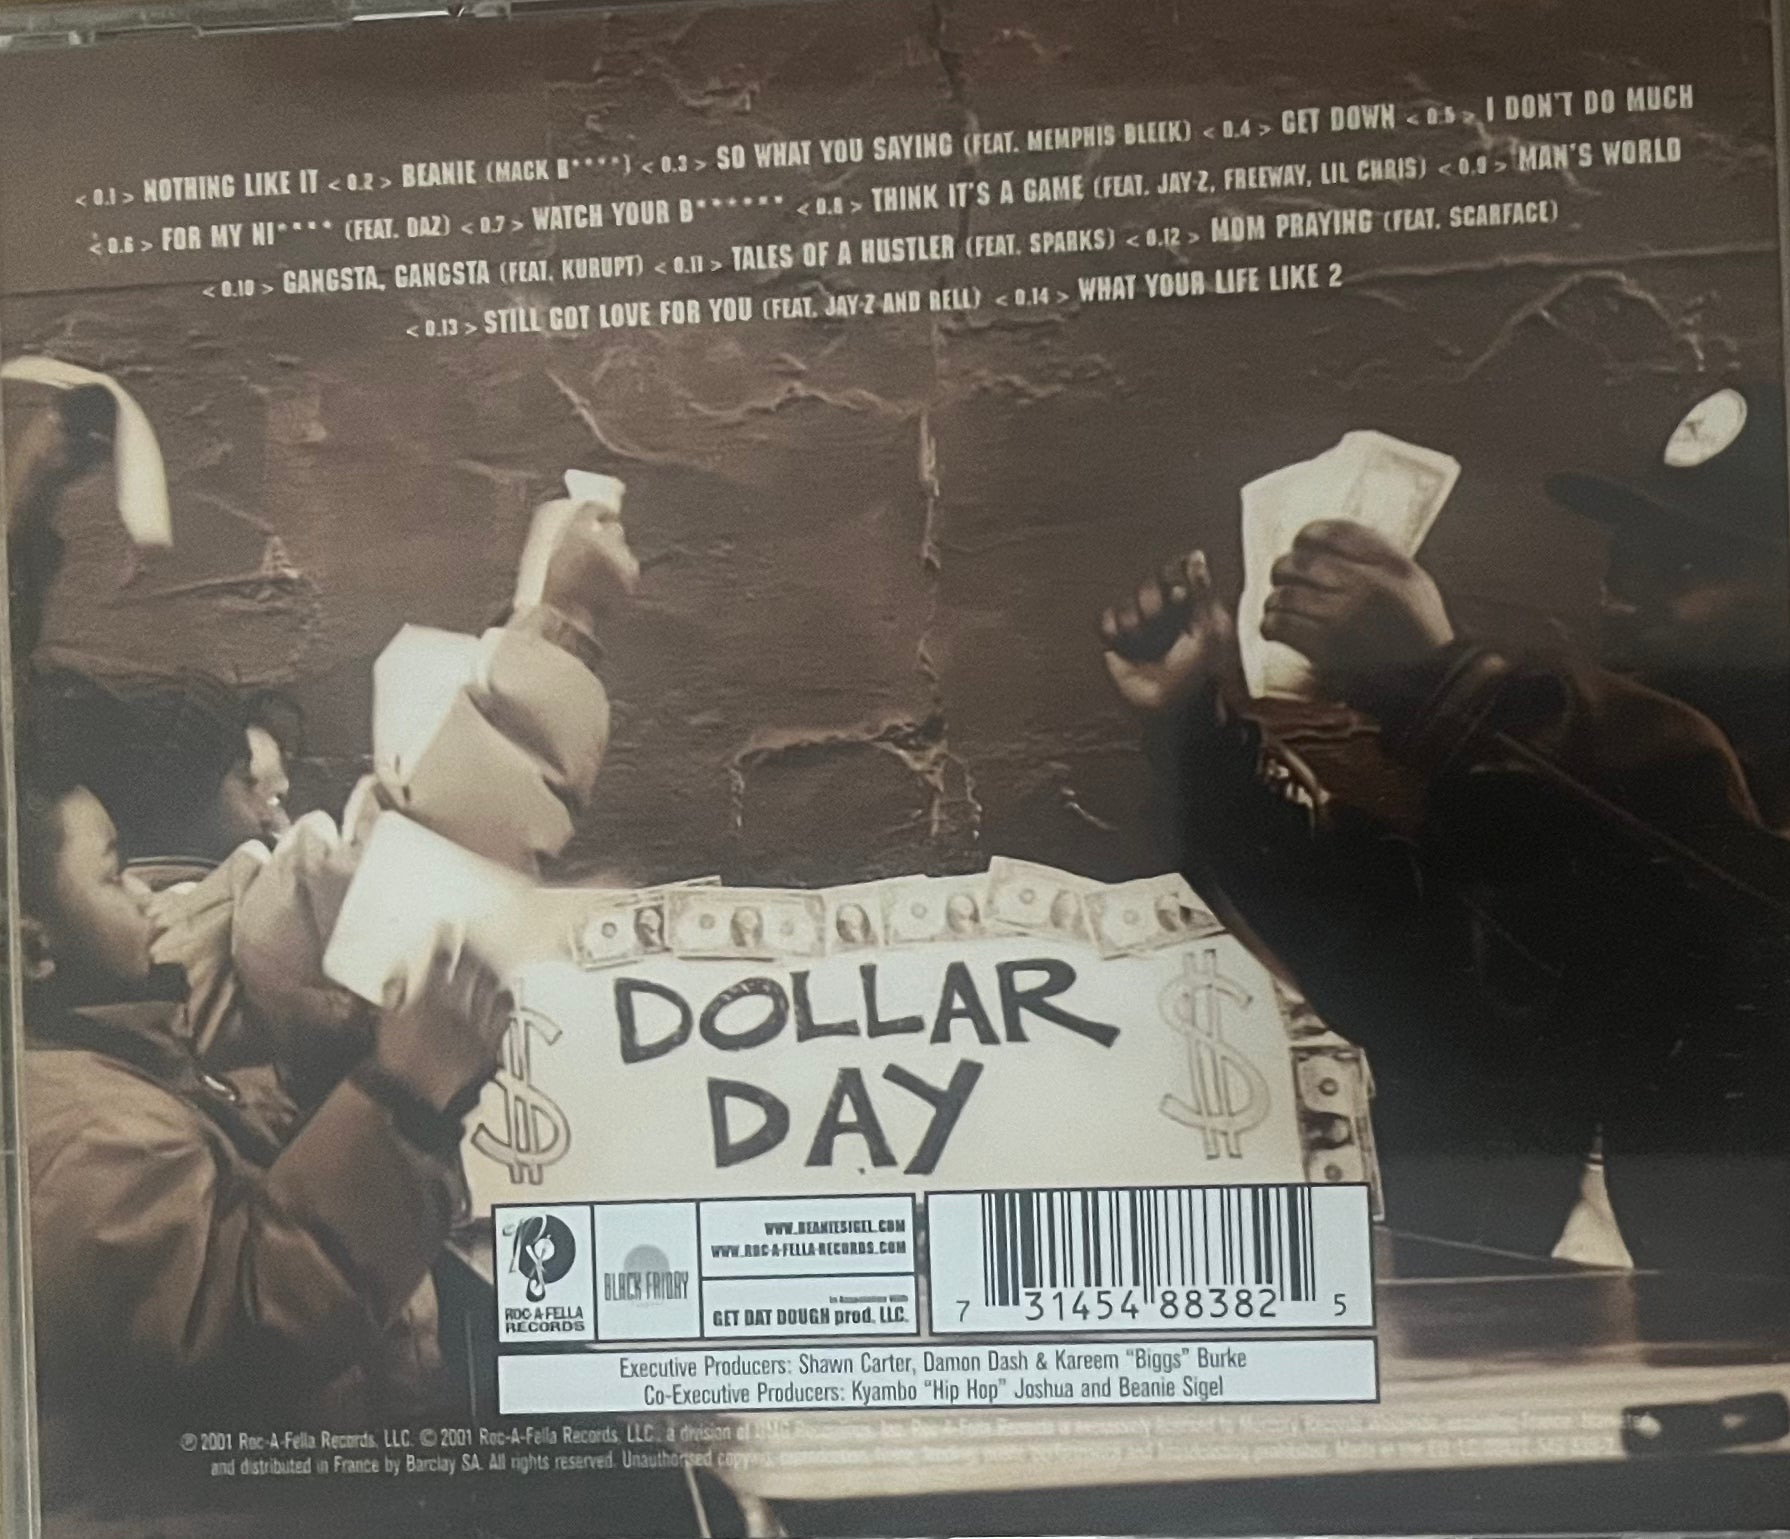 < 0.1 > NOTHING LIKE IT < 0.2 > BEANIE (MACK B****) < 0.3 > SO WHAT YOU SAYING (FEAT. MEMPHIS BLEEK) < 0.4 > GET DOWN < 0.5 > I DON'T DO MUCH
< 0.6 > FOR MY NI**** (FEAT. DAZ) < 0.7 > WATCH YOUR B****** < 0.8 > THINK IT'S A GAME (FEAT. JAY-Z, FREEWAY, LIL CHRIS) < 0.9 > MAN'S WORLD
< 0.10 > GANGSTA, GANGSTA (FEAT. KURUPT) < 0.11 > TALES OF A HUSTLER (FEAT. SPARKS) < 0.12 > MOM PRAYING (FEAT. SCARFACE)
< 0.13 > STILL GOT LOVE FOR YOU (FEAT. JAY-Z AND RELL) < 0.14 > WHAT YOUR LIFE LIKE 2
DOLLAR
DAY
ROC-A-FELLA
RECORDS
BLACK FRIDAY
WWW.BEANIESIGEL.COM
WWW.ROC-A-FELLA-RECORDS.COM
In Association With
GET DAT DOUGH prod. LLC.
7 31454 88382 5
Executive Producers: Shawn Carter, Damon Dash & Kareem "Biggs" Burke
Co-Executive Producers: Kyambo "Hip Hop" Joshua and Beanie Sigel
℗ 2001 Roc-A-Fella Records, LLC. © 2001 Roc-A-Fella Records, LLC., a division of
and distributed in France by Barclay SA. All rights reserved. Unauthorised